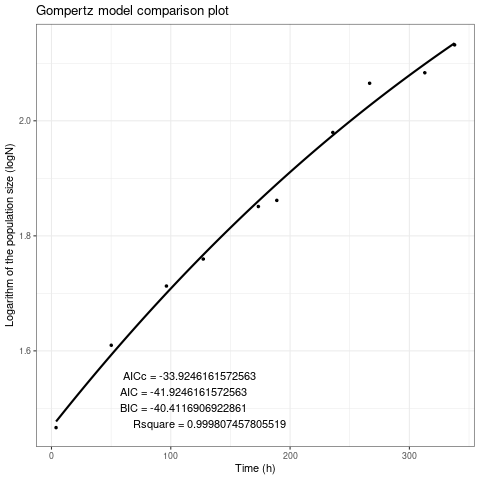 Gompertz model comparison plot
Logarithm of the population size (logN)
2.0
1.8
1.6
AICc = -33.9246161572563
AIC = -41.9246161572563
BIC = -40.4116906922861
Rsquare = 0.999807457805519
0
100
200
300
Time (h)